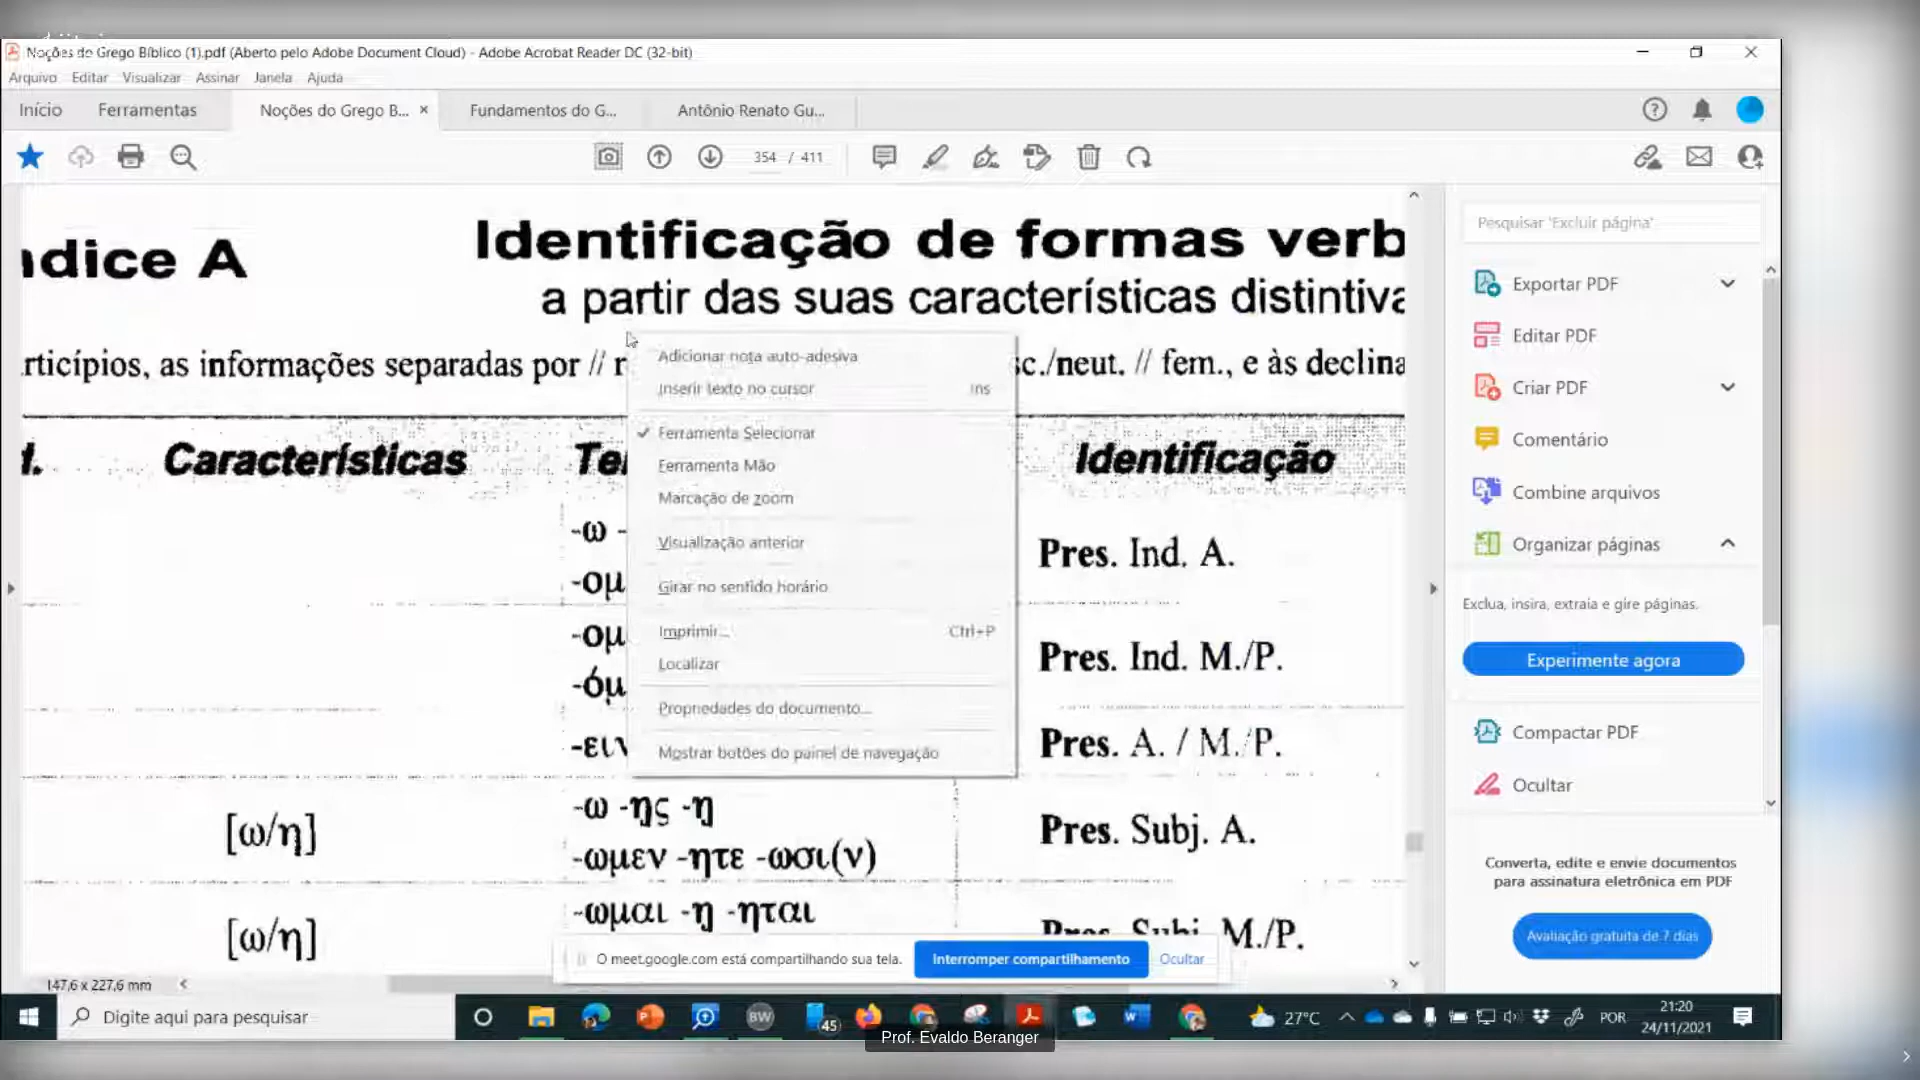 Noções do Grego Bíblico (1).pdf (Aberto pelo Adobe Document Cloud) - Adobe Acrobat Reader DC (32-bit)
Arquivo Editar Visualizar Assinar Janela Ajuda
Início Ferramentas Noções do Grego B... × Fundamentos do G... Antônio Renato Gu...
354 / 411
ndice A
Identificação de formas verb
a partir das suas características distintiva
rticípios, as informações separadas por // r
sc./neut. // fem., e às declina
Características
Identificação
Adicionar nota auto-adesiva
Inserir texto no cursor Ins
Ferramenta Selecionar
Ferramenta Mão
Marcação de zoom
Visualização anterior
Girar no sentido horário
Imprimir... Ctrl+P
Localizar
Propriedades do documento...
Mostrar botões do painel de navegação
-ω -
-ομ
Pres. Ind. A.
-ομ
-όμ
Pres. Ind. M./P.
-ειν
Pres. A. / M./P.
[ω/η]
-ω -ῃς -ῃ
-ωμεν -ητε -ωσι(ν)
Pres. Subj. A.
[ω/η]
-ωμαι -ῃ -ηται
Pres. Subj. M./P.
O meet.google.com está compartilhando sua tela. Interromper compartilhamento Ocultar
147,6 x 227,6 mm
Pesquisar 'Excluir página'
Exportar PDF
Editar PDF
Criar PDF
Comentário
Combine arquivos
Organizar páginas
Exclua, insira, extraia e gire páginas.
Experimente agora
Compactar PDF
Ocultar
Converta, edite e envie documentos
para assinatura eletrônica em PDF
Avaliação gratuita de 7 dias
Digite aqui para pesquisar
BW
45
27°C
POR
21:20
24/11/2021
Prof. Evaldo Beranger